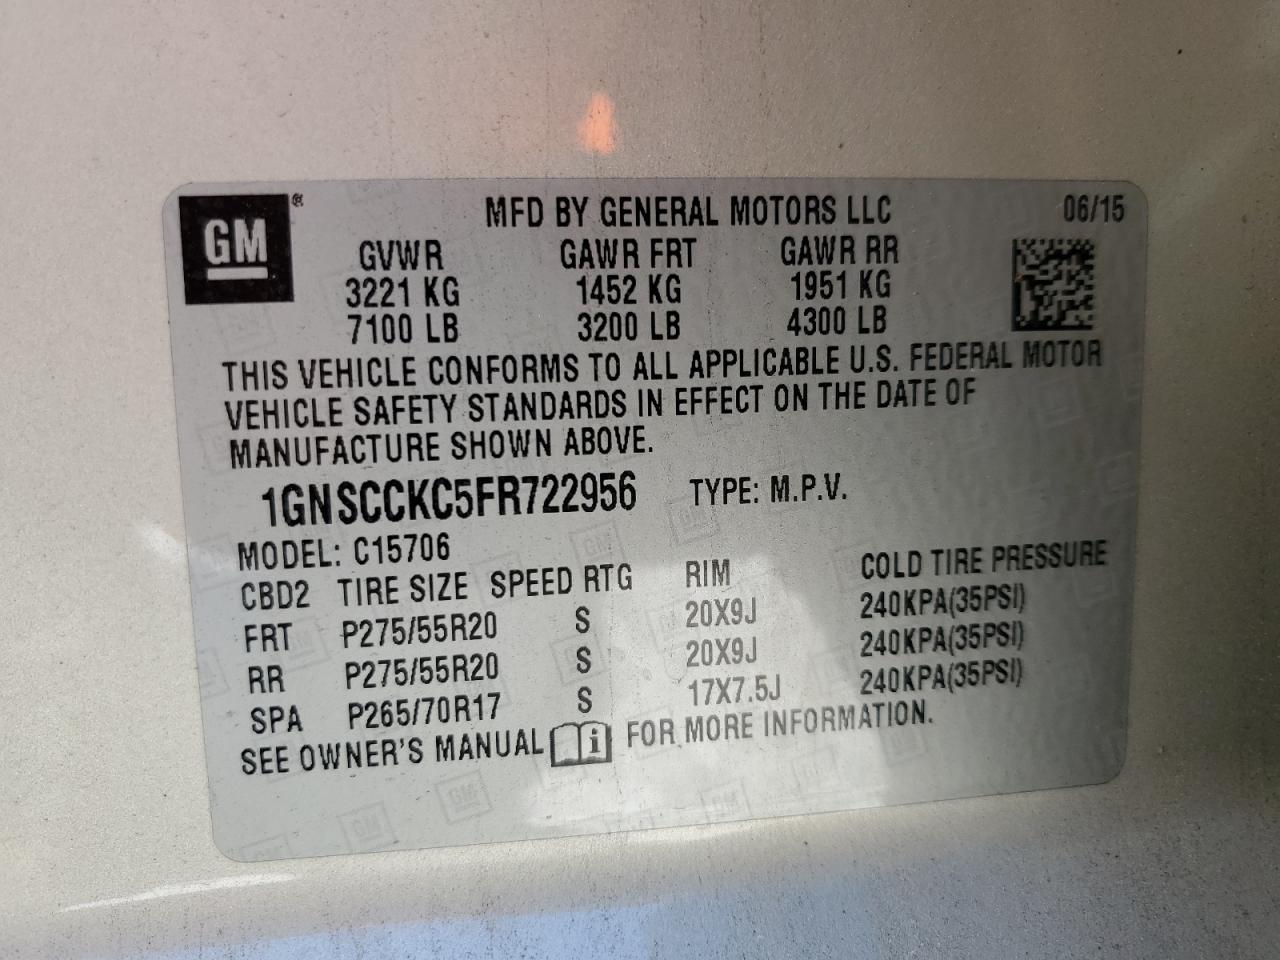 GM®
MFD BY GENERAL MOTORS LLC 06/15
GVWR GAWR FRT GAWR RR
3221 KG 1452 KG 1951 KG
7100 LB 3200 LB 4300 LB
THIS VEHICLE CONFORMS TO ALL APPLICABLE U.S. FEDERAL MOTOR
VEHICLE SAFETY STANDARDS IN EFFECT ON THE DATE OF
MANUFACTURE SHOWN ABOVE.
1GNSCCKC5FR722956 TYPE: M.P.V.
MODEL: C15706
CBD2 TIRE SIZE SPEED RTG RIM COLD TIRE PRESSURE
FRT P275/55R20 S 20X9J 240KPA(35PSI)
RR P275/55R20 S 20X9J 240KPA(35PSI)
SPA P265/70R17 S 17X7.5J 240KPA(35PSI)
SEE OWNER'S MANUAL i FOR MORE INFORMATION.